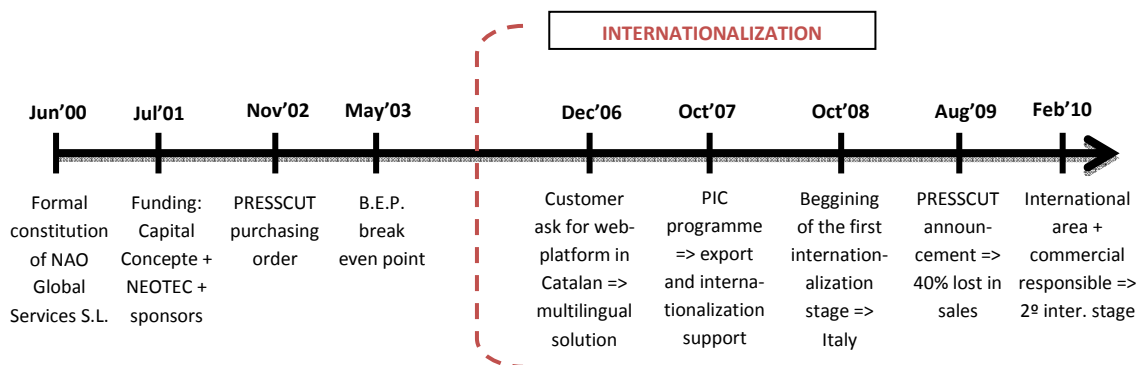 INTERNATIONALIZATION
Jun'00
Jul'01
Nov'02
May'03
Dec'06
Oct'07
Oct'08
Aug'09
Feb'10
Formal
constitution
of NAO
Global
Services S.L.
Funding:
Capital
Concepte +
NEOTEC +
sponsors
PRESSCUT
purchasing
order
B.E.P.
break
even point
Customer
ask for web-
platform in
Catalan =>
multilingual
solution
PIC
programme
=> export
and interna-
tionalization
support
Beggining
of the first
internation-
alization
stage =>
Italy
PRESSCUT
announ-
cement =>
40% lost in
sales
International
area +
commercial
responsible =>
2º inter. stage